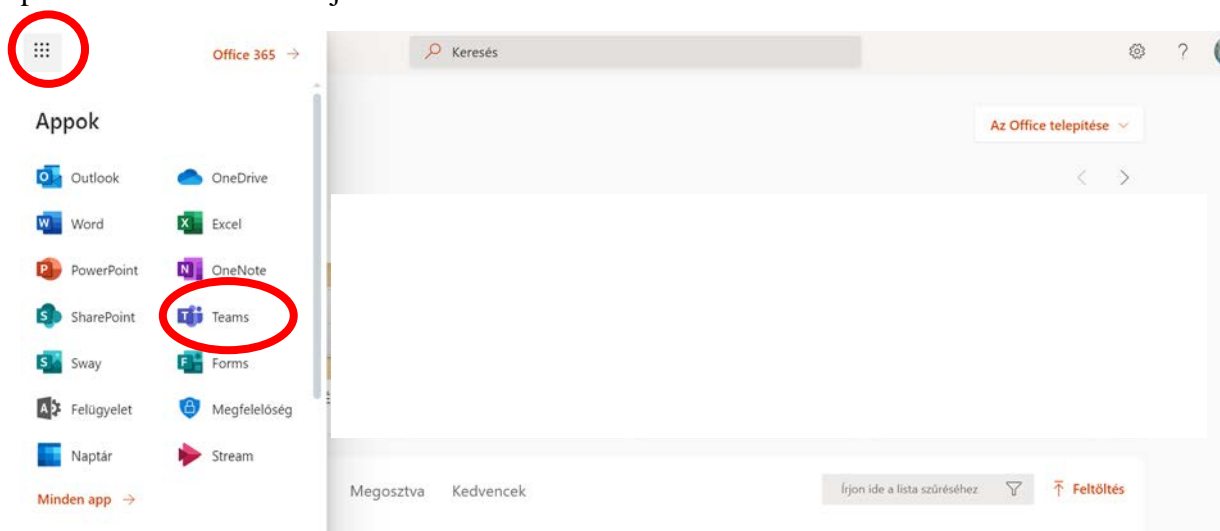 Office 365 →
Keresés
?
Appok
Az Office telepítése
Outlook
OneDrive
Word
Excel
PowerPoint
OneNote
SharePoint
Teams
Sway
Forms
Felügyelet
Megfelelőség
Naptár
Stream
Minden app →
Megosztva
Kedvencek
Írjon ide a lista szűréséhez
Feltöltés